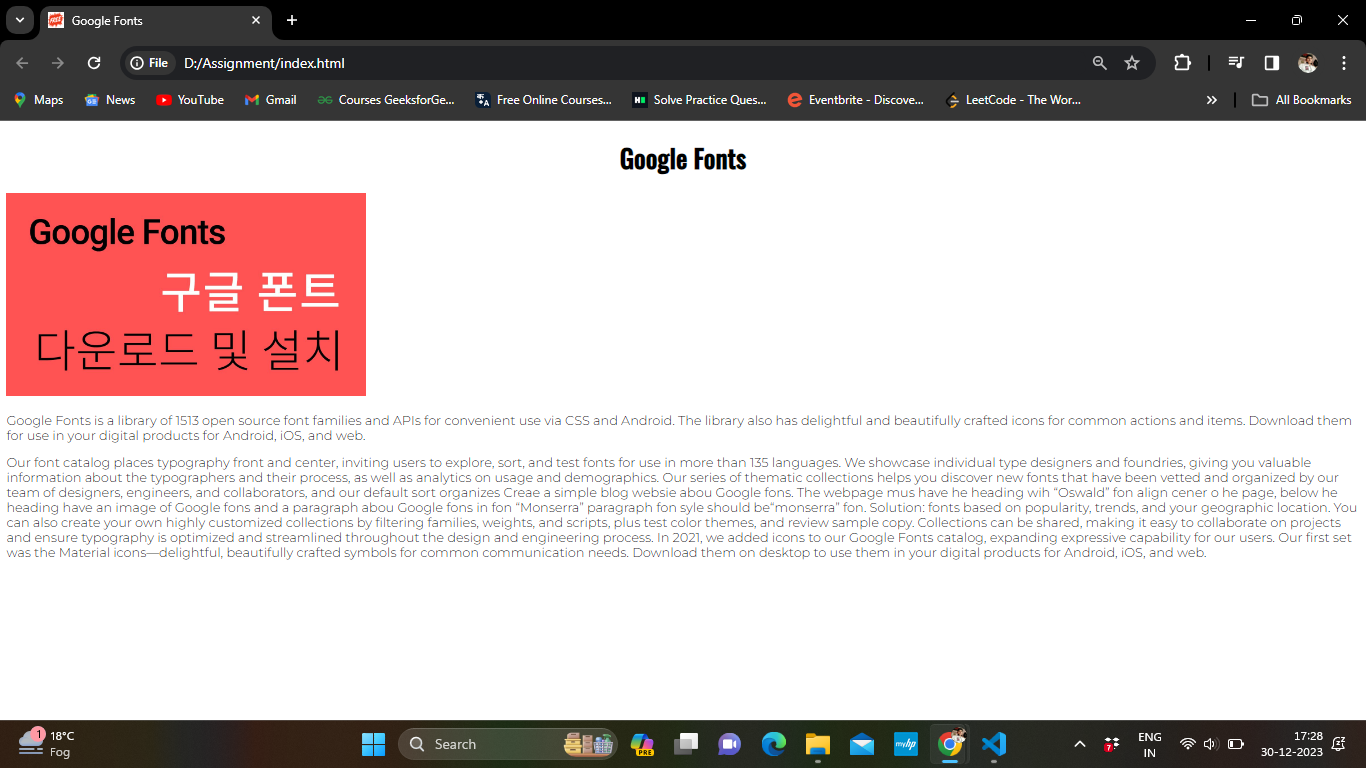 Google Fonts
File D:/Assignment/index.html
Maps News YouTube Gmail Courses GeeksforGe... Free Online Courses... Solve Practice Ques... Eventbrite - Discove... LeetCode - The Wor... All Bookmarks
Google Fonts
Google Fonts
구글 폰트
다운로드 및 설치
Google Fonts is a library of 1513 open source font families and APIs for convenient use via CSS and Android. The library also has delightful and beautifully crafted icons for common actions and items. Download them
for use in your digital products for Android, iOS, and web.
Our font catalog places typography front and center, inviting users to explore, sort, and test fonts for use in more than 135 languages. We showcase individual type designers and foundries, giving you valuable
information about the typographers and their process, as well as analytics on usage and demographics. Our series of thematic collections helps you discover new fonts that have been vetted and organized by our
team of designers, engineers, and collaborators, and our default sort organizes Creae a simple blog websie abou Google fons. The webpage mus have he heading wih “Oswald” fon align cener o he page, below he
heading have an image of Google fons and a paragraph abou Google fons in fon “Monserra” paragraph fon syle should be“monserra” fon. Solution: fonts based on popularity, trends, and your geographic location. You
can also create your own highly customized collections by filtering families, weights, and scripts, plus test color themes, and review sample copy. Collections can be shared, making it easy to collaborate on projects
and ensure typography is optimized and streamlined throughout the design and engineering process. In 2021, we added icons to our Google Fonts catalog, expanding expressive capability for our users. Our first set
was the Material icons—delightful, beautifully crafted symbols for common communication needs. Download them on desktop to use them in your digital products for Android, iOS, and web.
1 18°C
Fog
Search
PRE
myhp
7
ENG
IN
17:28
30-12-2023